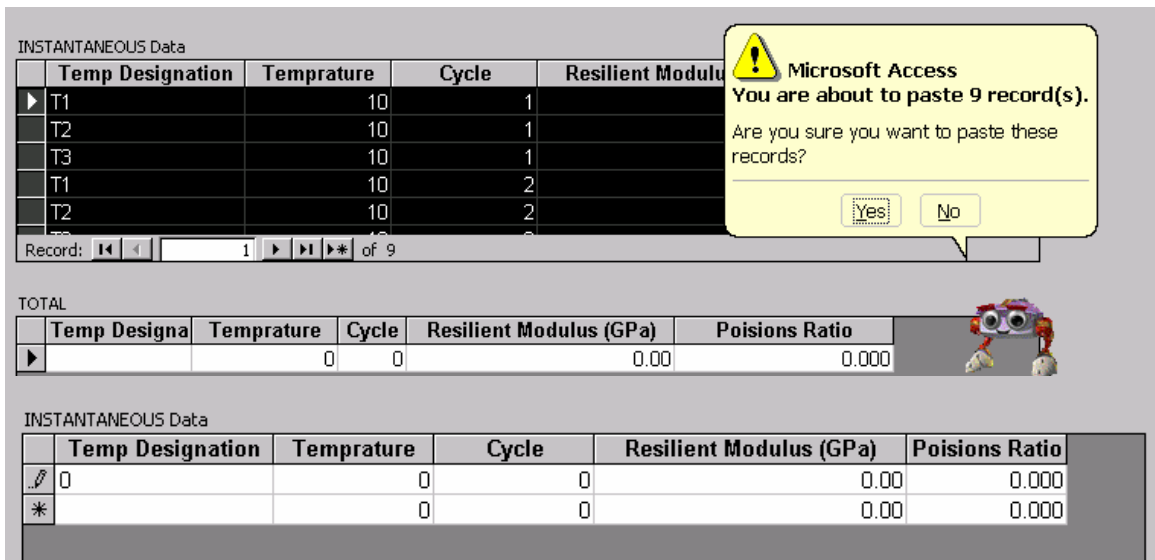 INSTANTANEOUS Data
Temp Designation Temprature Cycle Resilient Modulu
T1 10 1
T2 10 1
T3 10 1
T1 10 2
T2 10 2
Record: 1 of 9
Microsoft Access
You are about to paste 9 record(s).
Are you sure you want to paste these
records?
Yes No
TOTAL
Temp Designa Temprature Cycle Resilient Modulus (GPa) Poisions Ratio
0 0 0.00 0.000
INSTANTANEOUS Data
Temp Designation Temprature Cycle Resilient Modulus (GPa) Poisions Ratio
0 0 0 0.00 0.000
0 0 0.00 0.000